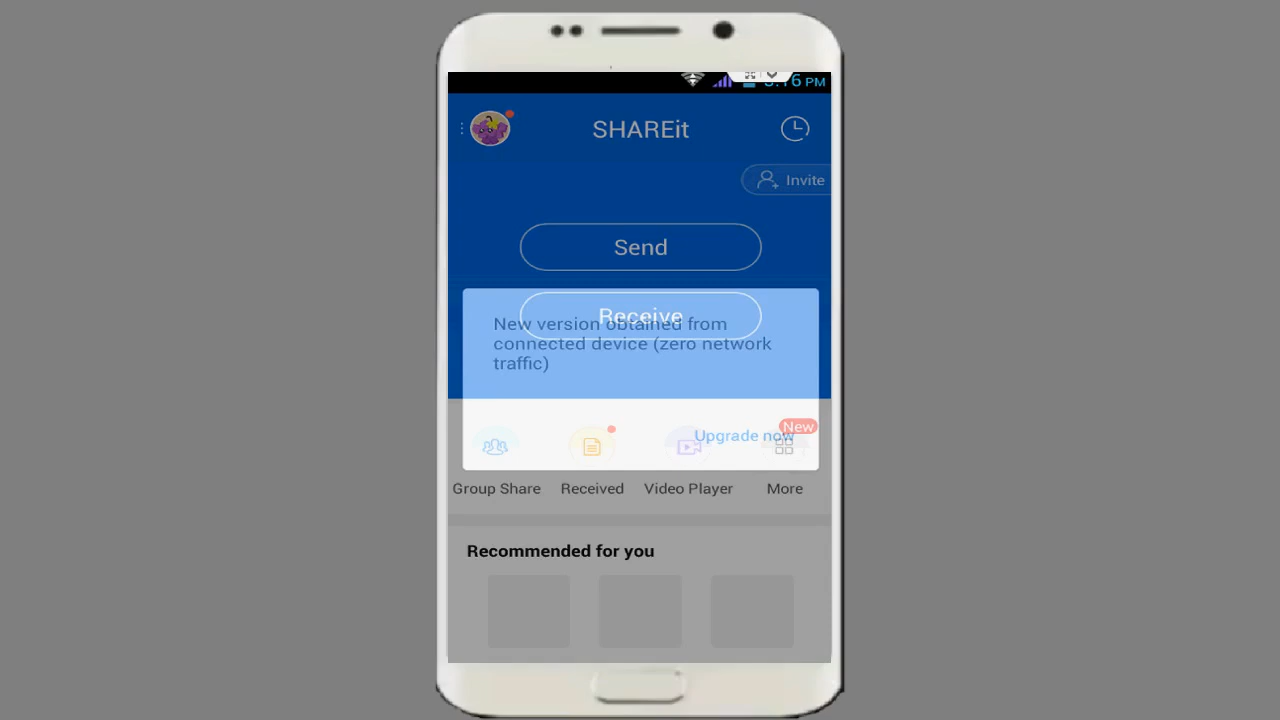 PM
SHAREit
Invite
Send
Receive
New version obtained from
connected device (zero network
traffic)
Upgrade now
New
Group Share
Received
Video Player
More
Recommended for you